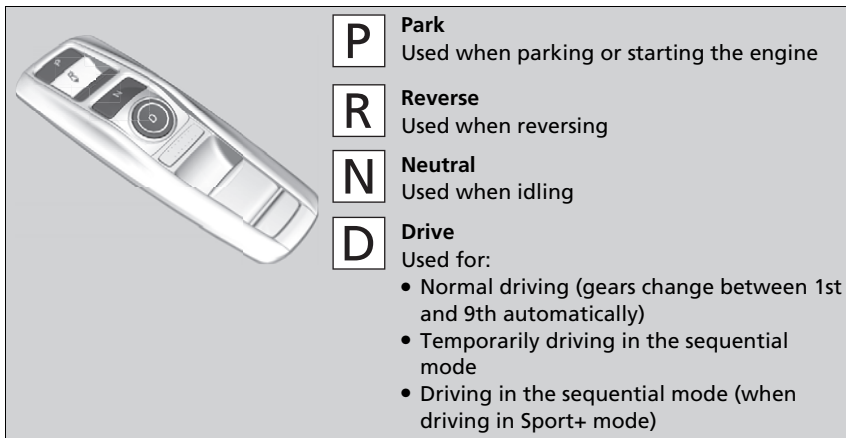 P
Park
Used when parking or starting the engine
R
Reverse
Used when reversing
N
Neutral
Used when idling
D
Drive
Used for:
● Normal driving (gears change between 1st
and 9th automatically)
● Temporarily driving in the sequential
mode
● Driving in the sequential mode (when
driving in Sport+ mode)
P
R
N
D